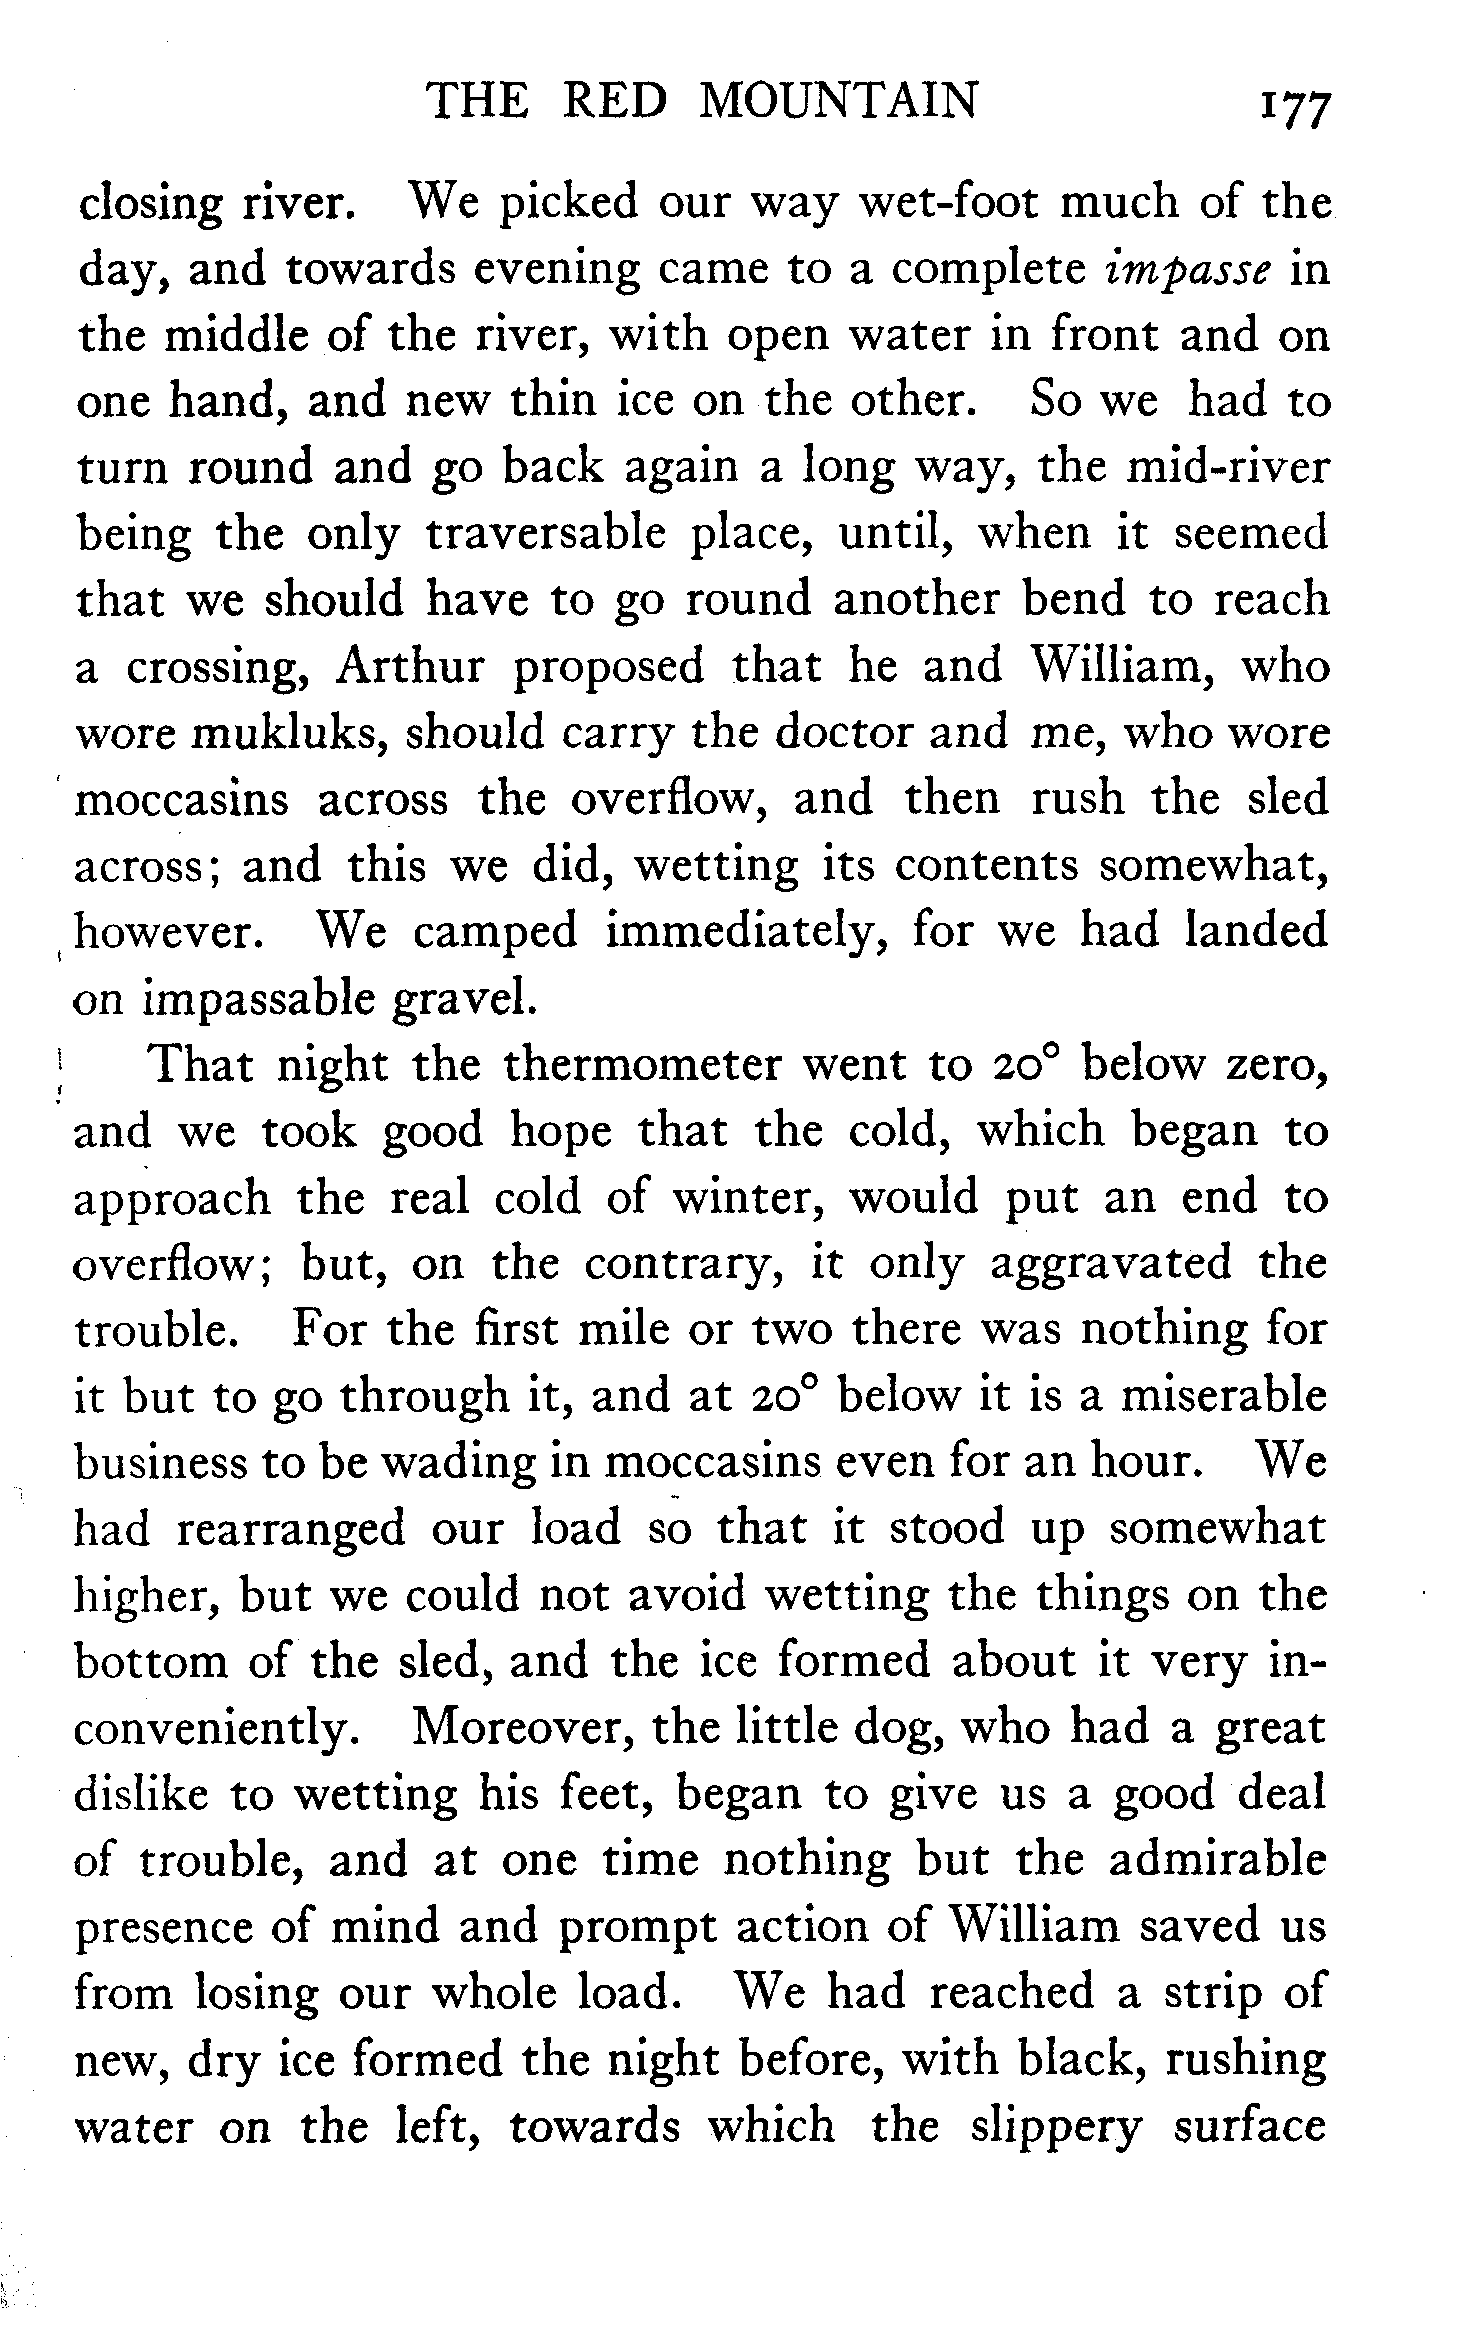 THE RED MOUNTAIN 177
closing river. We picked our way wet-foot much of the
day, and towards evening came to a complete impasse in
the middle of the river, with open water in front and on
one hand, and new thin ice on the other. So we had to
turn round and go back again a long way, the mid-river
being the only traversable place, until, when it seemed
that we should have to go round another bend to reach
a crossing, Arthur proposed that he and William, who
wore mukluks, should carry the doctor and me, who wore
moccasins across the overflow, and then rush the sled
across; and this we did, wetting its contents somewhat,
however. We camped immediately, for we had landed
on impassable gravel.
That night the thermometer went to 20° below zero,
and we took good hope that the cold, which began to
approach the real cold of winter, would put an end to
overflow; but, on the contrary, it only aggravated the
trouble. For the first mile or two there was nothing for
it but to go through it, and at 20° below it is a miserable
business to be wading in moccasins even for an hour. We
had rearranged our load so that it stood up somewhat
higher, but we could not avoid wetting the things on the
bottom of the sled, and the ice formed about it very in-
conveniently. Moreover, the little dog, who had a great
dislike to wetting his feet, began to give us a good deal
of trouble, and at one time nothing but the admirable
presence of mind and prompt action of William saved us
from losing our whole load. We had reached a strip of
new, dry ice formed the night before, with black, rushing
water on the left, towards which the slippery surface